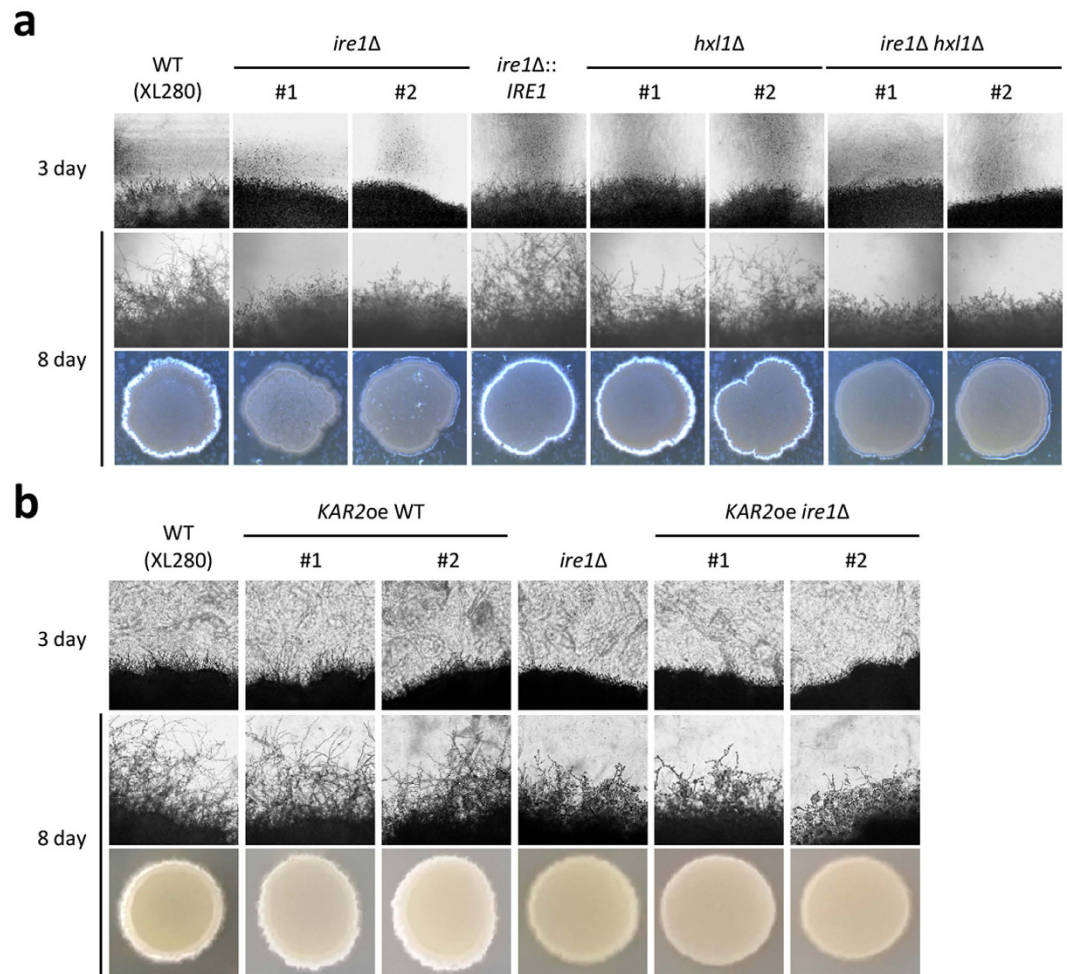 a
ire1Δ
hxl1Δ
ire1Δ hxl1Δ
WT
(XL280)
ire1Δ::
IRE1
#1
#2
#1
#2
#1
#2
3 day
8 day
b
KAR2oe WT
KAR2oe ire1Δ
WT
(XL280)
#1
#2
ire1Δ
#1
#2
3 day
8 day